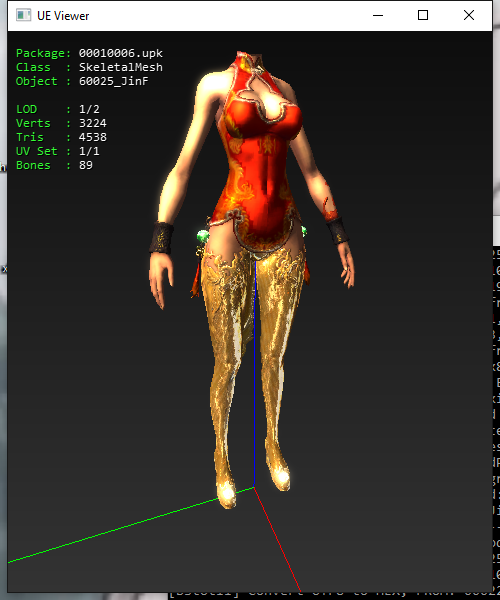 UE Viewer
Package: 00010006.upk
Class : SkeletalMesh
Object : 60025_JinF
LOD : 1/2
Verts : 3224
Tris : 4538
UV Set : 1/1
Bones : 89